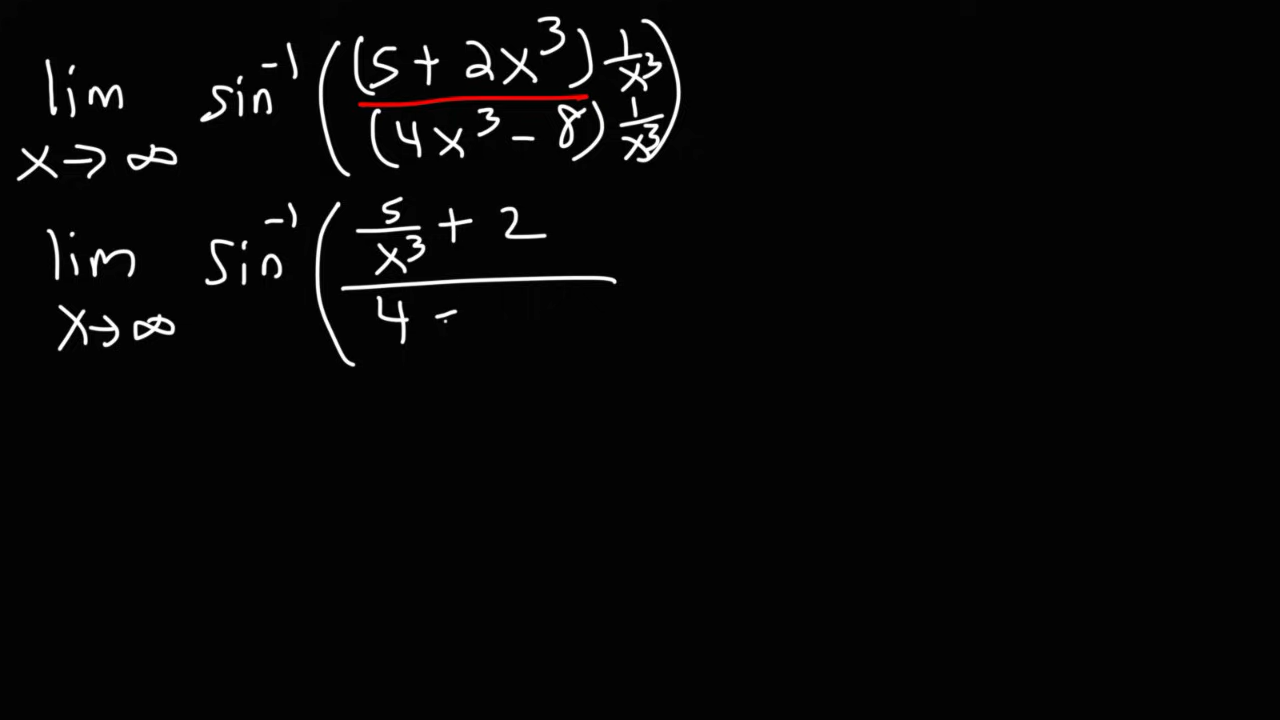 lim sin⁻¹ ( (5 + 2x³) 1/x³ / (4x³ - 8) 1/x³ )
x → ∞
lim sin⁻¹ ( 5/x³ + 2 / 4 -
x → ∞